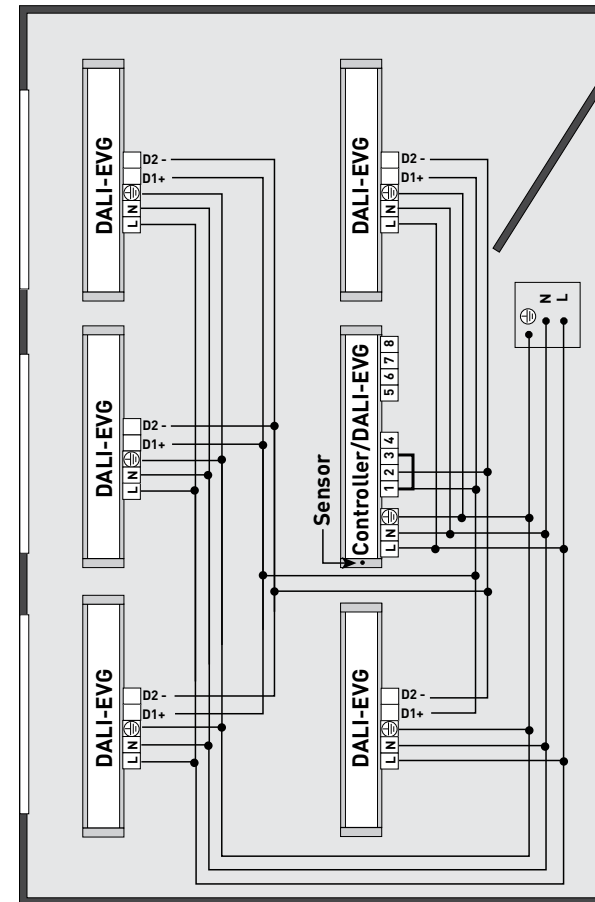 DALI-EVG
D2 -
D1+
N
L
DALI-EVG
D2 -
D1+
N
L
N
L
DALI-EVG
D2 -
D1+
N
L
Sensor
Controller/DALI-EVG
8
7
6
5
4
3
2
1
N
L
DALI-EVG
D2 -
D1+
N
L
DALI-EVG
D2 -
D1+
N
L